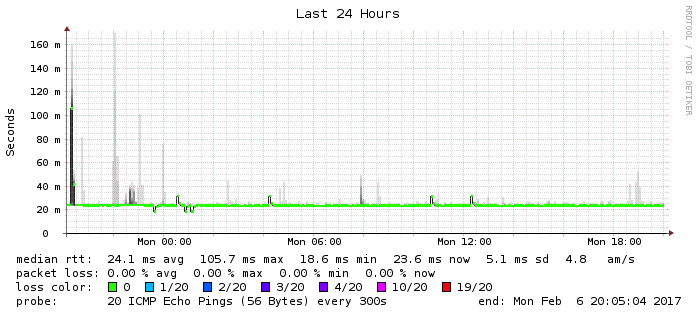 Last 24 Hours
RRDTOOL / TOBI OETIKER
Seconds
160 m
140 m
120 m
100 m
80 m
60 m
40 m
20 m
0
Mon 00:00 Mon 06:00 Mon 12:00 Mon 18:00
median rtt: 24.1 ms avg 105.7 ms max 18.6 ms min 23.6 ms now 5.1 ms sd 4.8 am/s
packet loss: 0.00 % avg 0.00 % max 0.00 % min 0.00 % now
loss color: 0 1/20 2/20 3/20 4/20 10/20 19/20
probe: 20 ICMP Echo Pings (56 Bytes) every 300s end: Mon Feb 6 20:05:04 2017